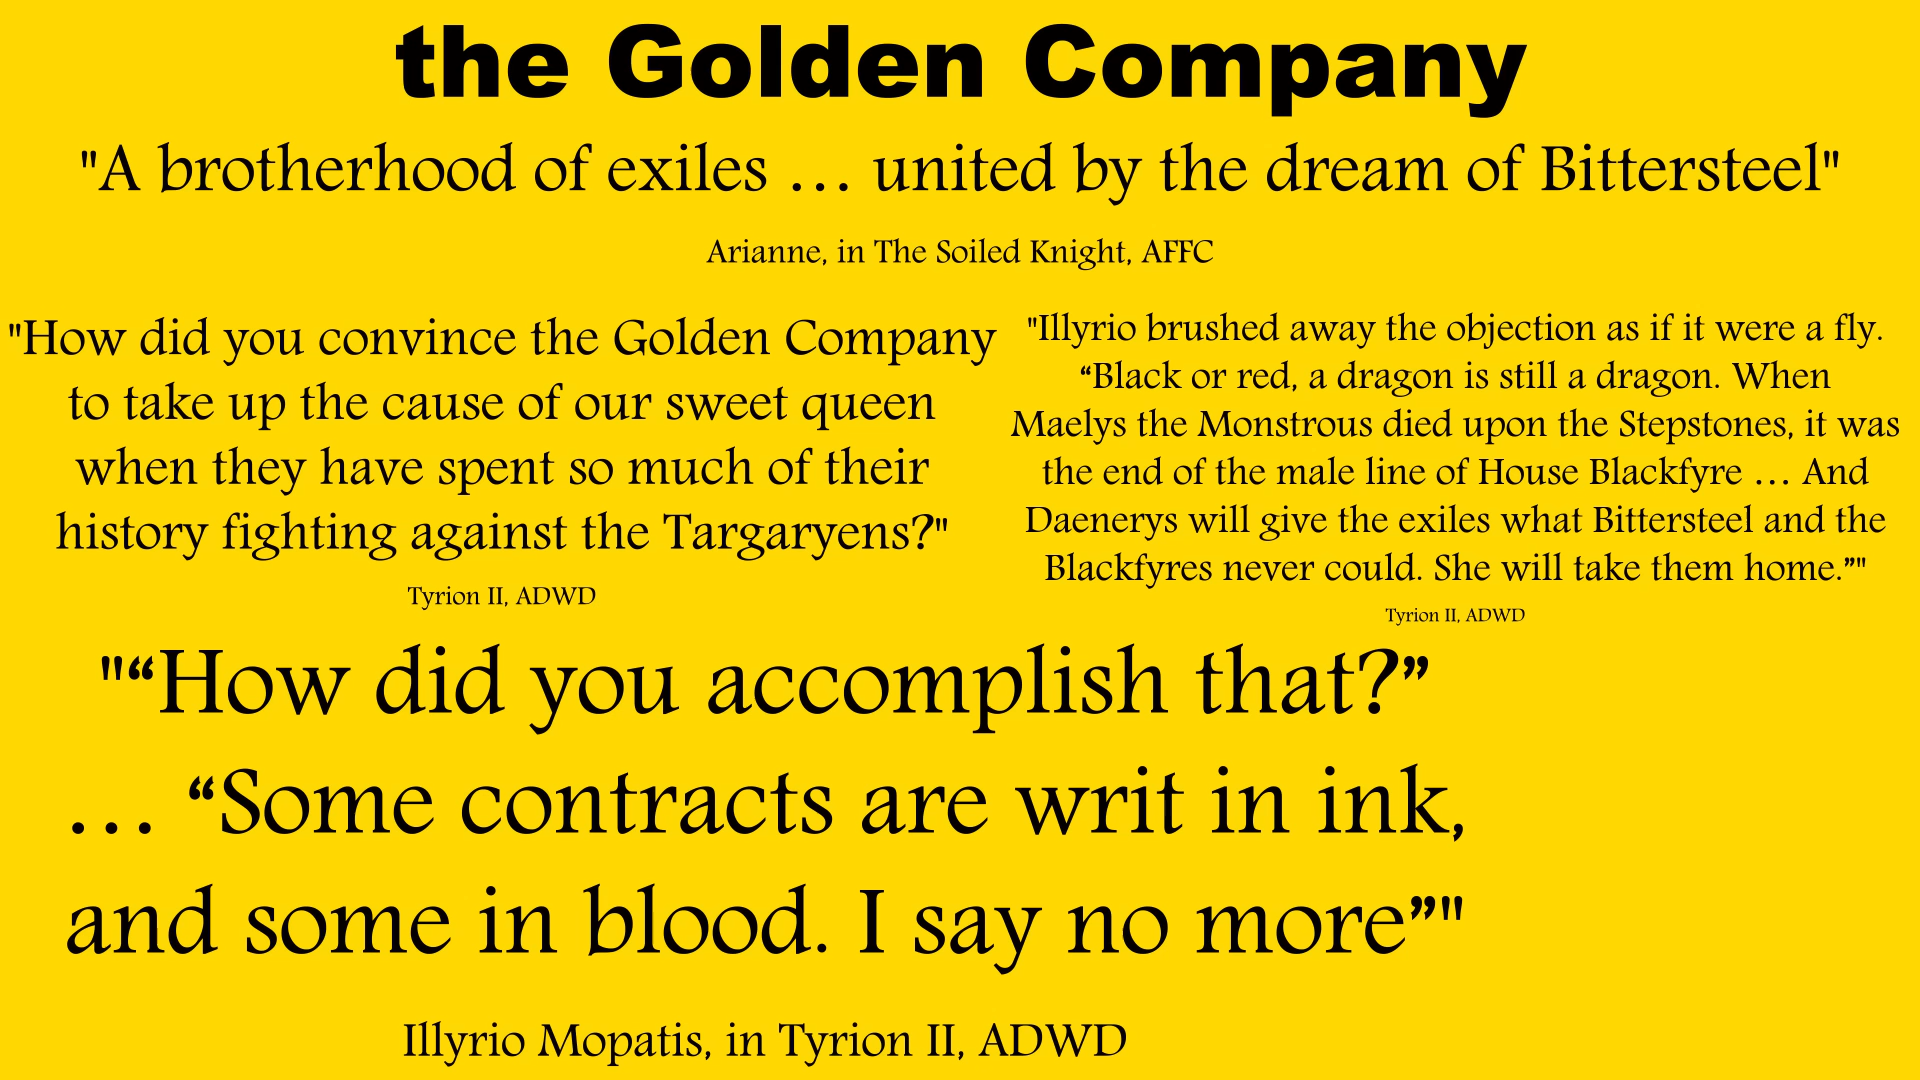 the Golden Company
"A brotherhood of exiles … united by the dream of Bittersteel"
Arianne, in The Soiled Knight, AFFC
"How did you convince the Golden Company
to take up the cause of our sweet queen
when they have spent so much of their
history fighting against the Targaryens?"
Tyrion II, ADWD
"Illyrio brushed away the objection as if it were a fly.
“Black or red, a dragon is still a dragon. When
Maelys the Monstrous died upon the Stepstones, it was
the end of the male line of House Blackfyre … And
Daenerys will give the exiles what Bittersteel and the
Blackfyres never could. She will take them home.”"
Tyrion II, ADWD
"“How did you accomplish that?”
… “Some contracts are writ in ink,
and some in blood. I say no more”"
Illyrio Mopatis, in Tyrion II, ADWD